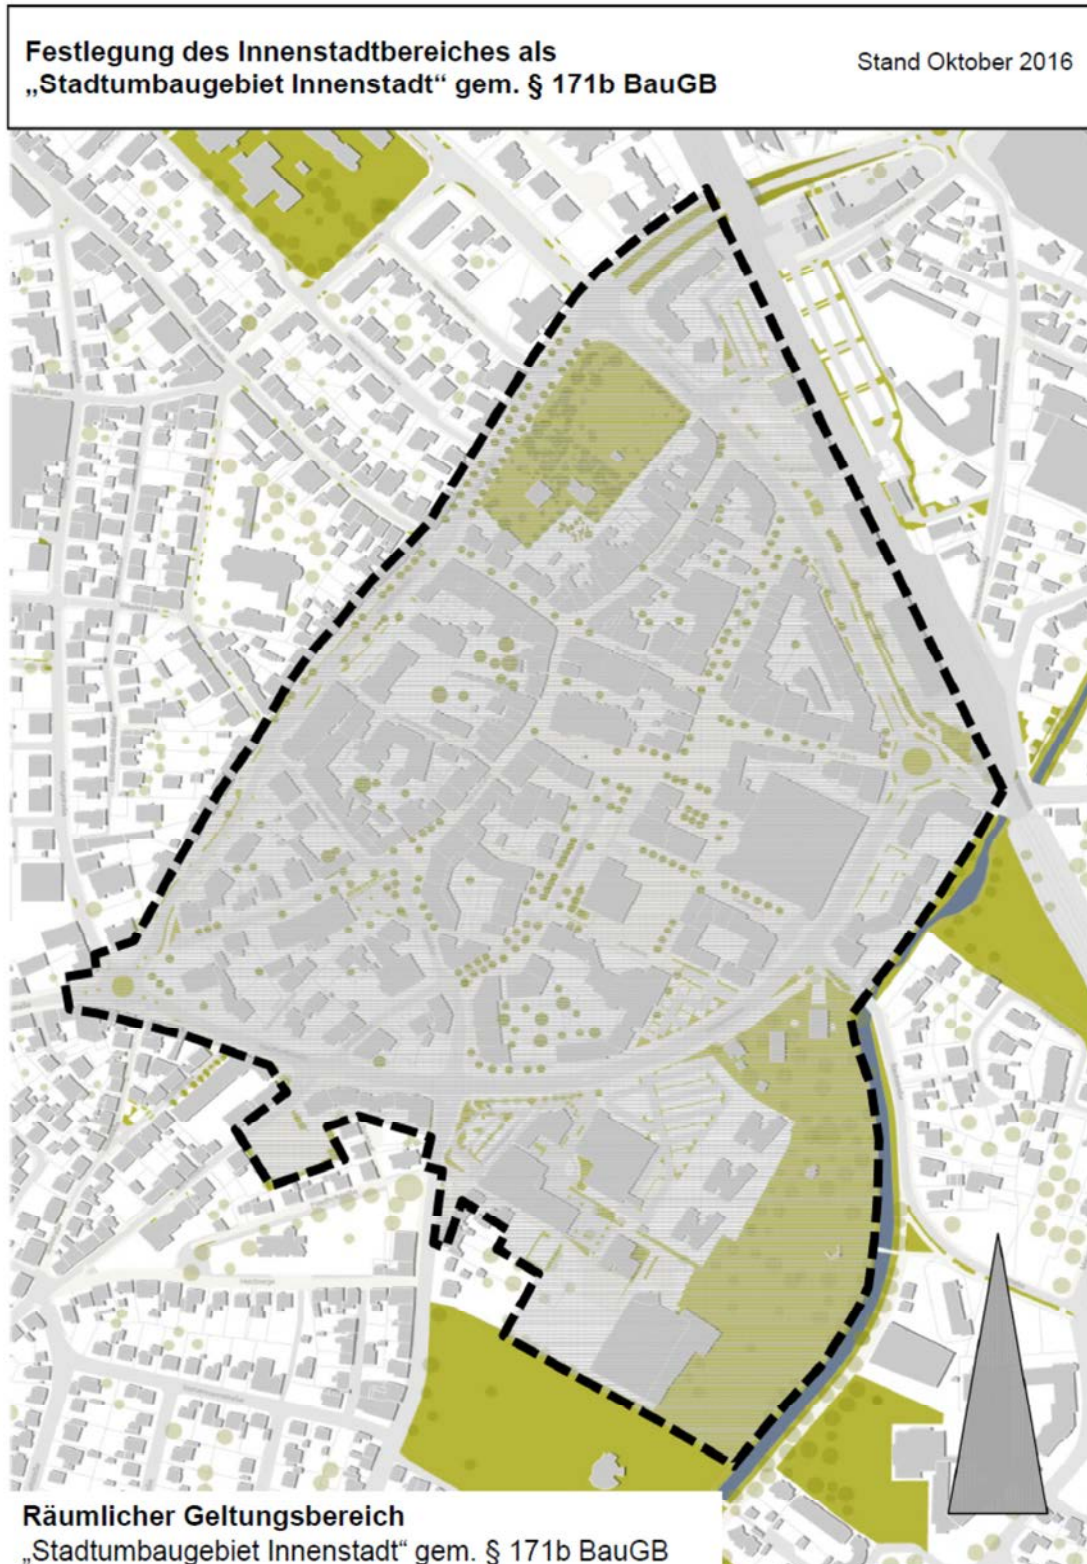 Festlegung des Innenstadtbereiches als
„Stadtumbaugebiet Innenstadt“ gem. § 171b BauGB
Stand Oktober 2016
Räumlicher Geltungsbereich
„Stadtumbaugebiet Innenstadt“ gem. § 171b BauGB